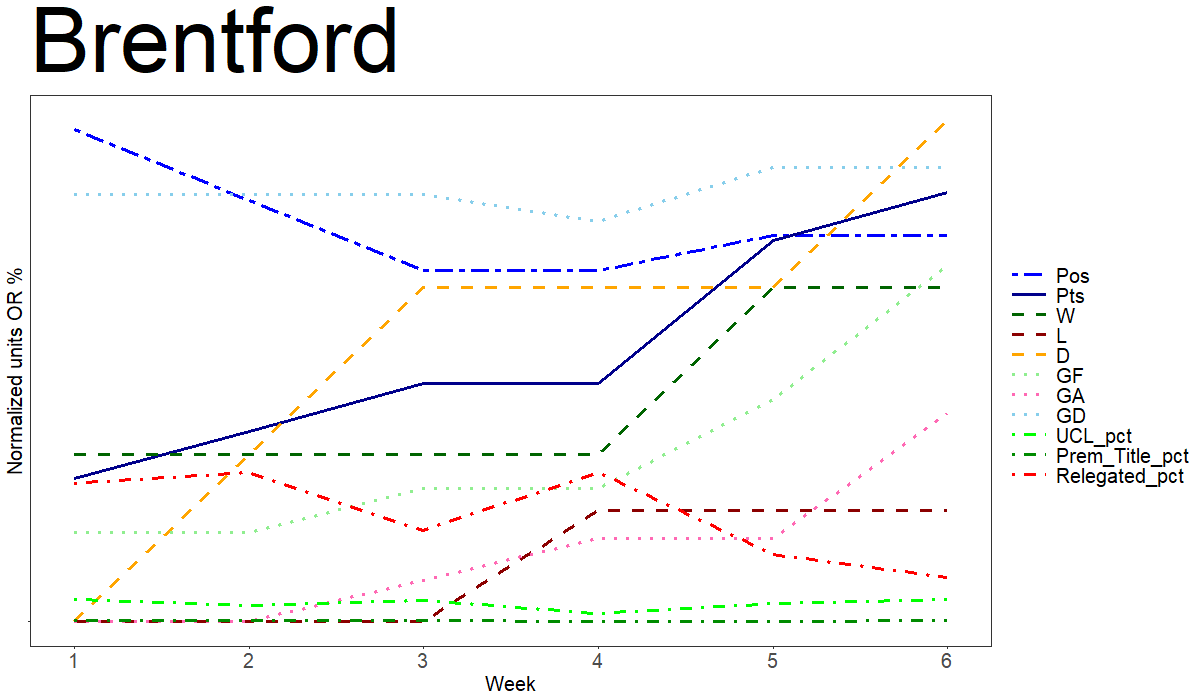 Brentford
Normalized units OR %
1 2 3 4 5 6
Week
Pos
Pts
W
L
D
GF
GA
GD
UCL_pct
Prem_Title_pct
Relegated_pct